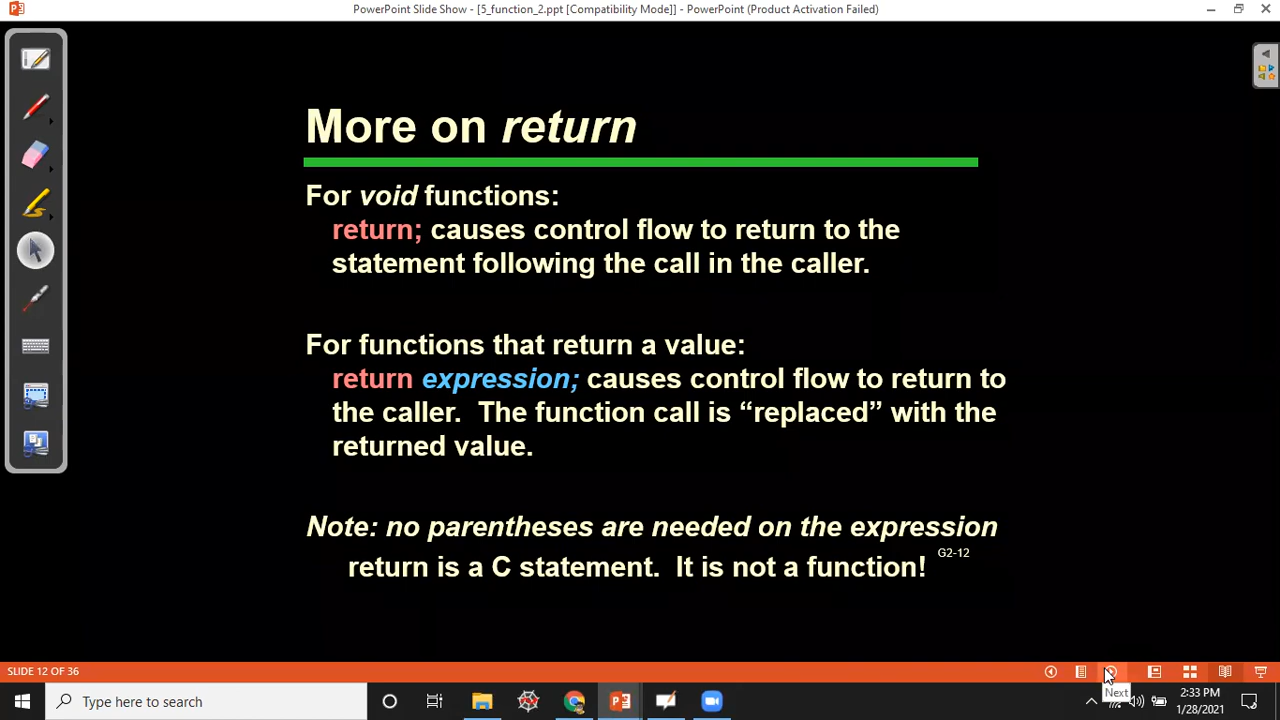 PowerPoint Slide Show - [5_function_2.ppt [Compatibility Mode]] - PowerPoint (Product Activation Failed)
More on return
For void functions:
return; causes control flow to return to the
statement following the call in the caller.
For functions that return a value:
return expression; causes control flow to return to
the caller. The function call is “replaced” with the
returned value.
Note: no parentheses are needed on the expression
G2-12
return is a C statement. It is not a function!
SLIDE 12 OF 36
Next
Type here to search
2:33 PM
1/28/2021